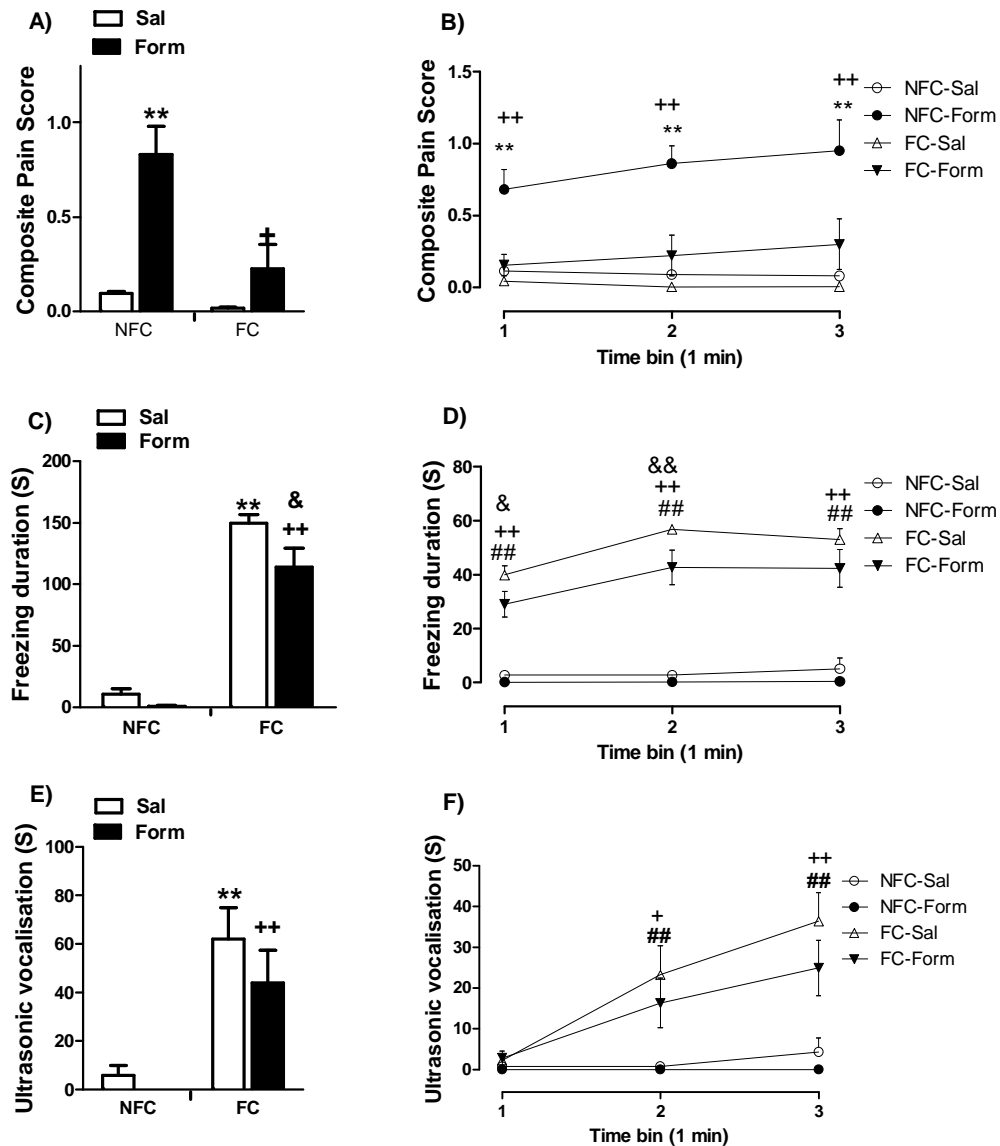 A)
Sal
Form
Composite Pain Score
1.0
0.5
0.0
**
+
+
NFC
FC
B)
Composite Pain Score
1.5
1.0
0.5
0.0
++
**
++
**
++
**
NFC-Sal
NFC-Form
FC-Sal
FC-Form
1 2 3
Time bin (1 min)
C)
Sal
Form
Freezing duration (S)
200
150
100
50
0
**
&
++
NFC
FC
D)
Freezing duration (S)
80
60
40
20
0
&
++
##
&&
++
##
++
##
NFC-Sal
NFC-Form
FC-Sal
FC-Form
1 2 3
Time bin (1 min)
E)
Sal
Form
Ultrasonic vocalisation (S)
100
80
60
40
20
0
**
++
NFC
FC
F)
Ultrasonic vocalisation (S)
50
40
30
20
10
0
+
##
++
##
NFC-Sal
NFC-Form
FC-Sal
FC-Form
1 2 3
Time bin (1 min)